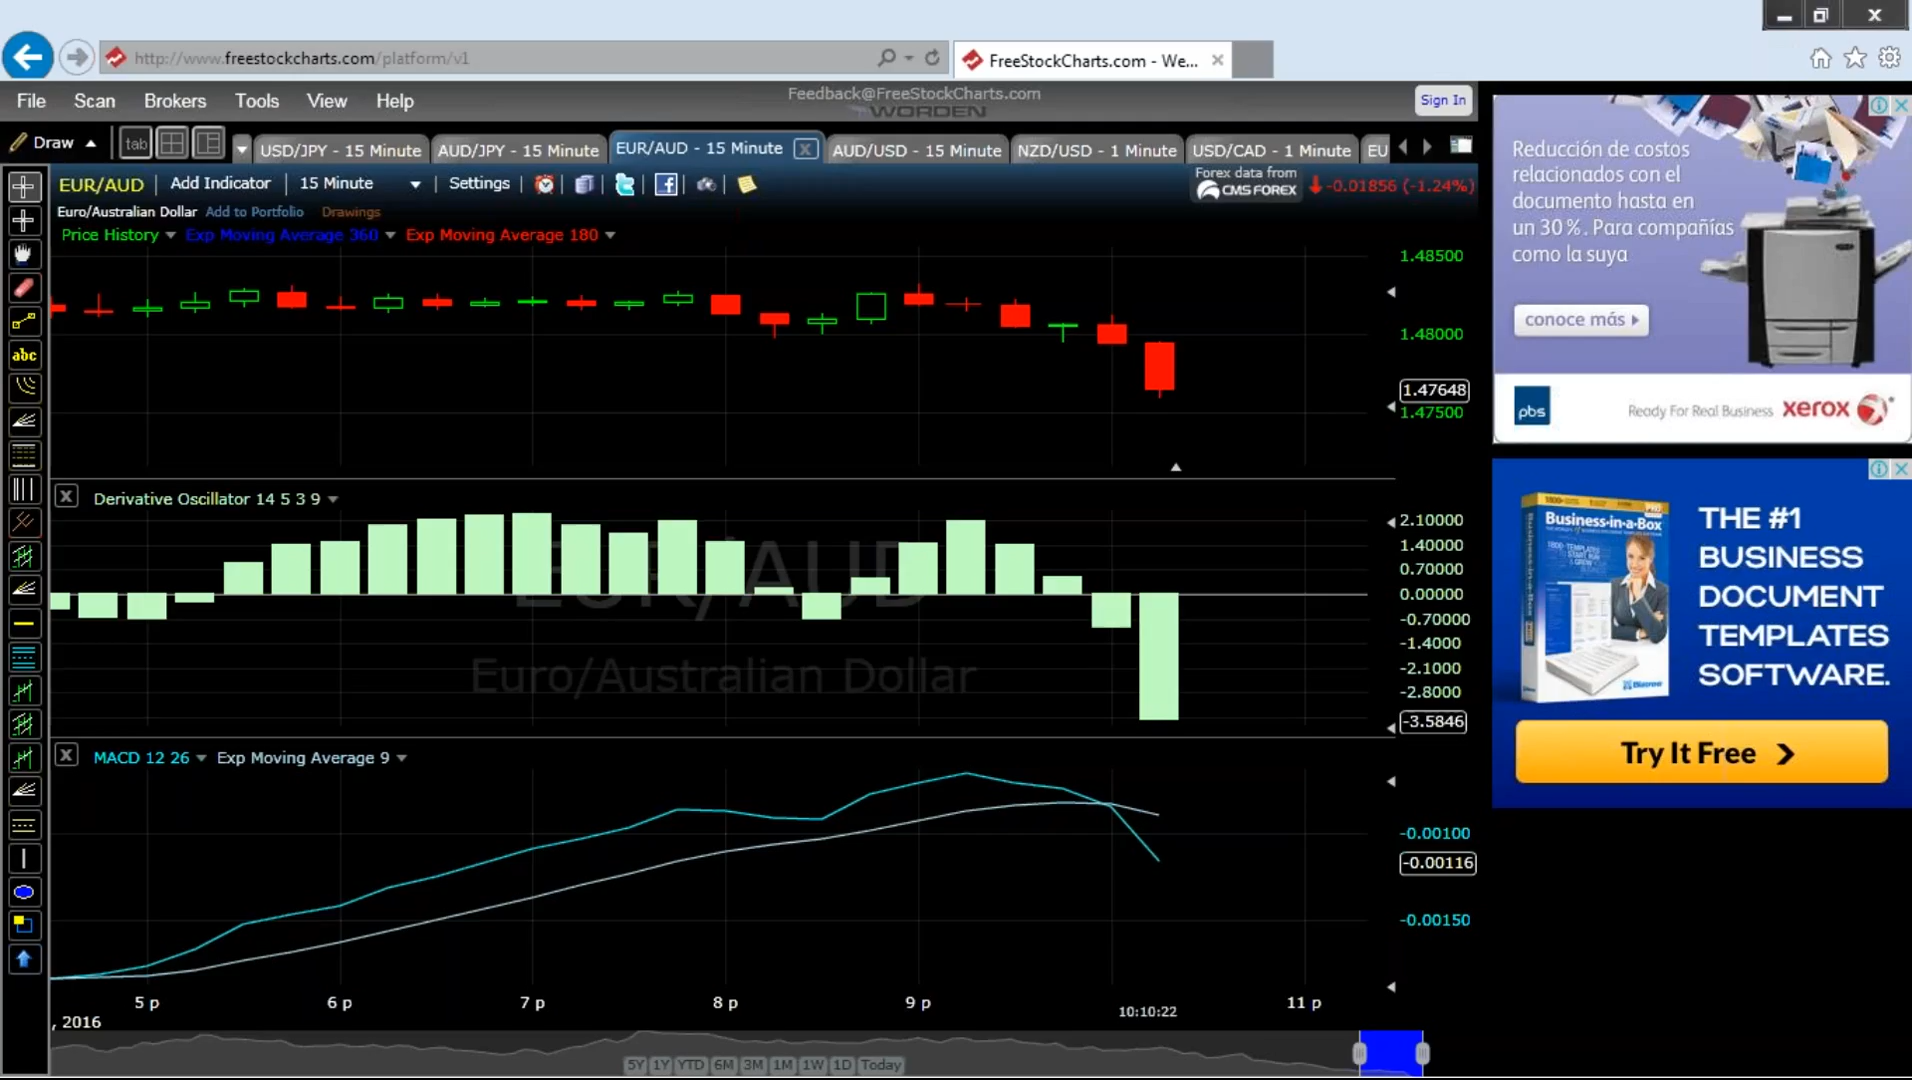 http://www.freestockcharts.com/platform/v1
FreeStockCharts.com - We...
File Scan Brokers Tools View Help
Feedback@FreeStockCharts.com
WORDEN
Sign In
Draw
tab
USD/JPY - 15 Minute
AUD/JPY - 15 Minute
EUR/AUD - 15 Minute
AUD/USD - 15 Minute
NZD/USD - 1 Minute
USD/CAD - 1 Minute
EU
EUR/AUD Add Indicator 15 Minute Settings
Forex data from
CMS FOREX
-0.01856 (-1.24%)
Euro/Australian Dollar Add to Portfolio Drawings
Price History Exp Moving Average 360 Exp Moving Average 180
1.48500
1.48000
1.47648
1.47500
abc
Derivative Oscillator 14 5 3 9
EUR/AUD
Euro/Australian Dollar
2.10000
1.40000
0.70000
0.00000
-0.70000
-1.4000
-2.1000
-2.8000
-3.5846
MACD 12 26 Exp Moving Average 9
-0.00100
-0.00116
-0.00150
5 p 6 p 7 p 8 p 9 p 11 p
10:10:22
, 2016
5Y 1Y YTD 6M 3M 1M 1W 1D Today
Reducción de costos
relacionados con el
documento hasta en
un 30%. Para compañías
como la suya
conoce más
pbs
Ready For Real Business xerox
Business-in-a-Box
THE #1
BUSINESS
DOCUMENT
TEMPLATES
SOFTWARE.
Try It Free